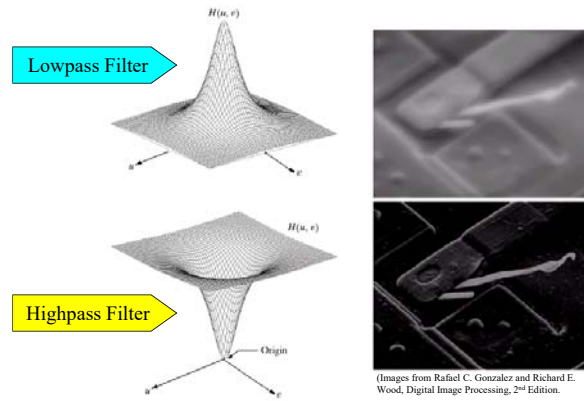 H(u, v)
Lowpass Filter
u
v
H(u, v)
Highpass Filter
Origin
u
v
(Images from Rafael C. Gonzalez and Richard E.
Wood, Digital Image Processing, 2nd Edition.